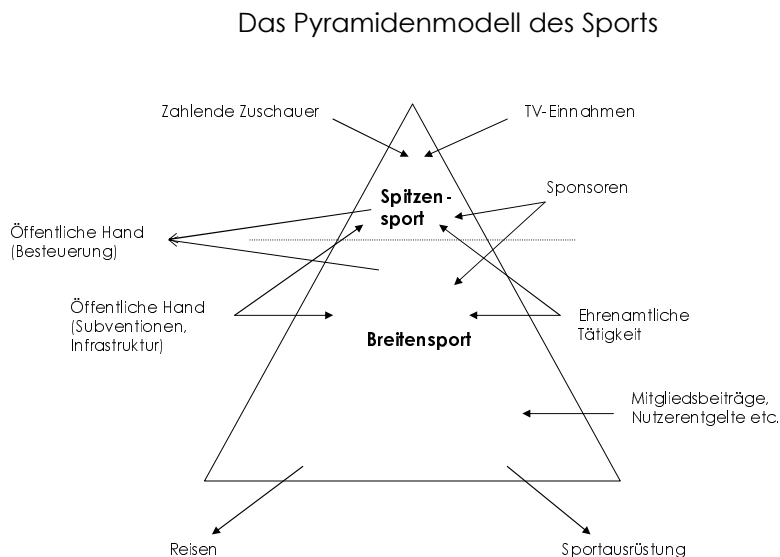 Das Pyramidenmodell des Sports
Zahlende Zuschauer
TV-Einnahmen
Spitzen-
sport
Sponsoren
Öffentliche Hand
(Besteuerung)
Öffentliche Hand
(Subventionen,
Infrastruktur)
Ehrenamtliche
Tätigkeit
Breitensport
Mitgliedsbeiträge,
Nutzerentgelte etc.
Reisen
Sportausrüstung